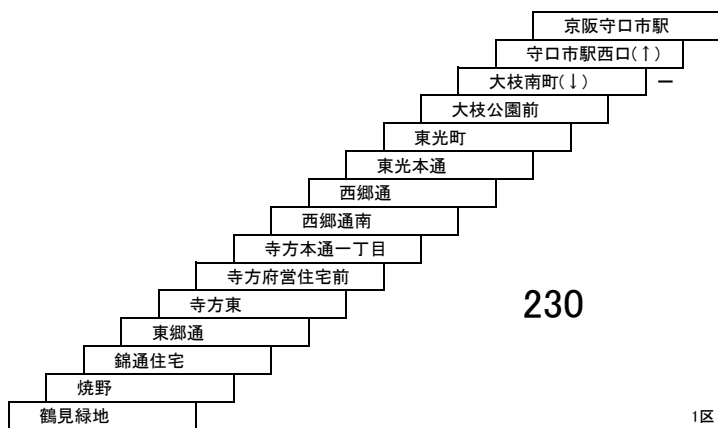 京阪守口市駅
守口市駅西口(↑)
大枝南町(↓) ー
大枝公園前
東光町
東光本通
西郷通
西郷通南
寺方本通一丁目
寺方府営住宅前
寺方東
230
東郷通
錦通住宅
焼野
鶴見緑地
1区